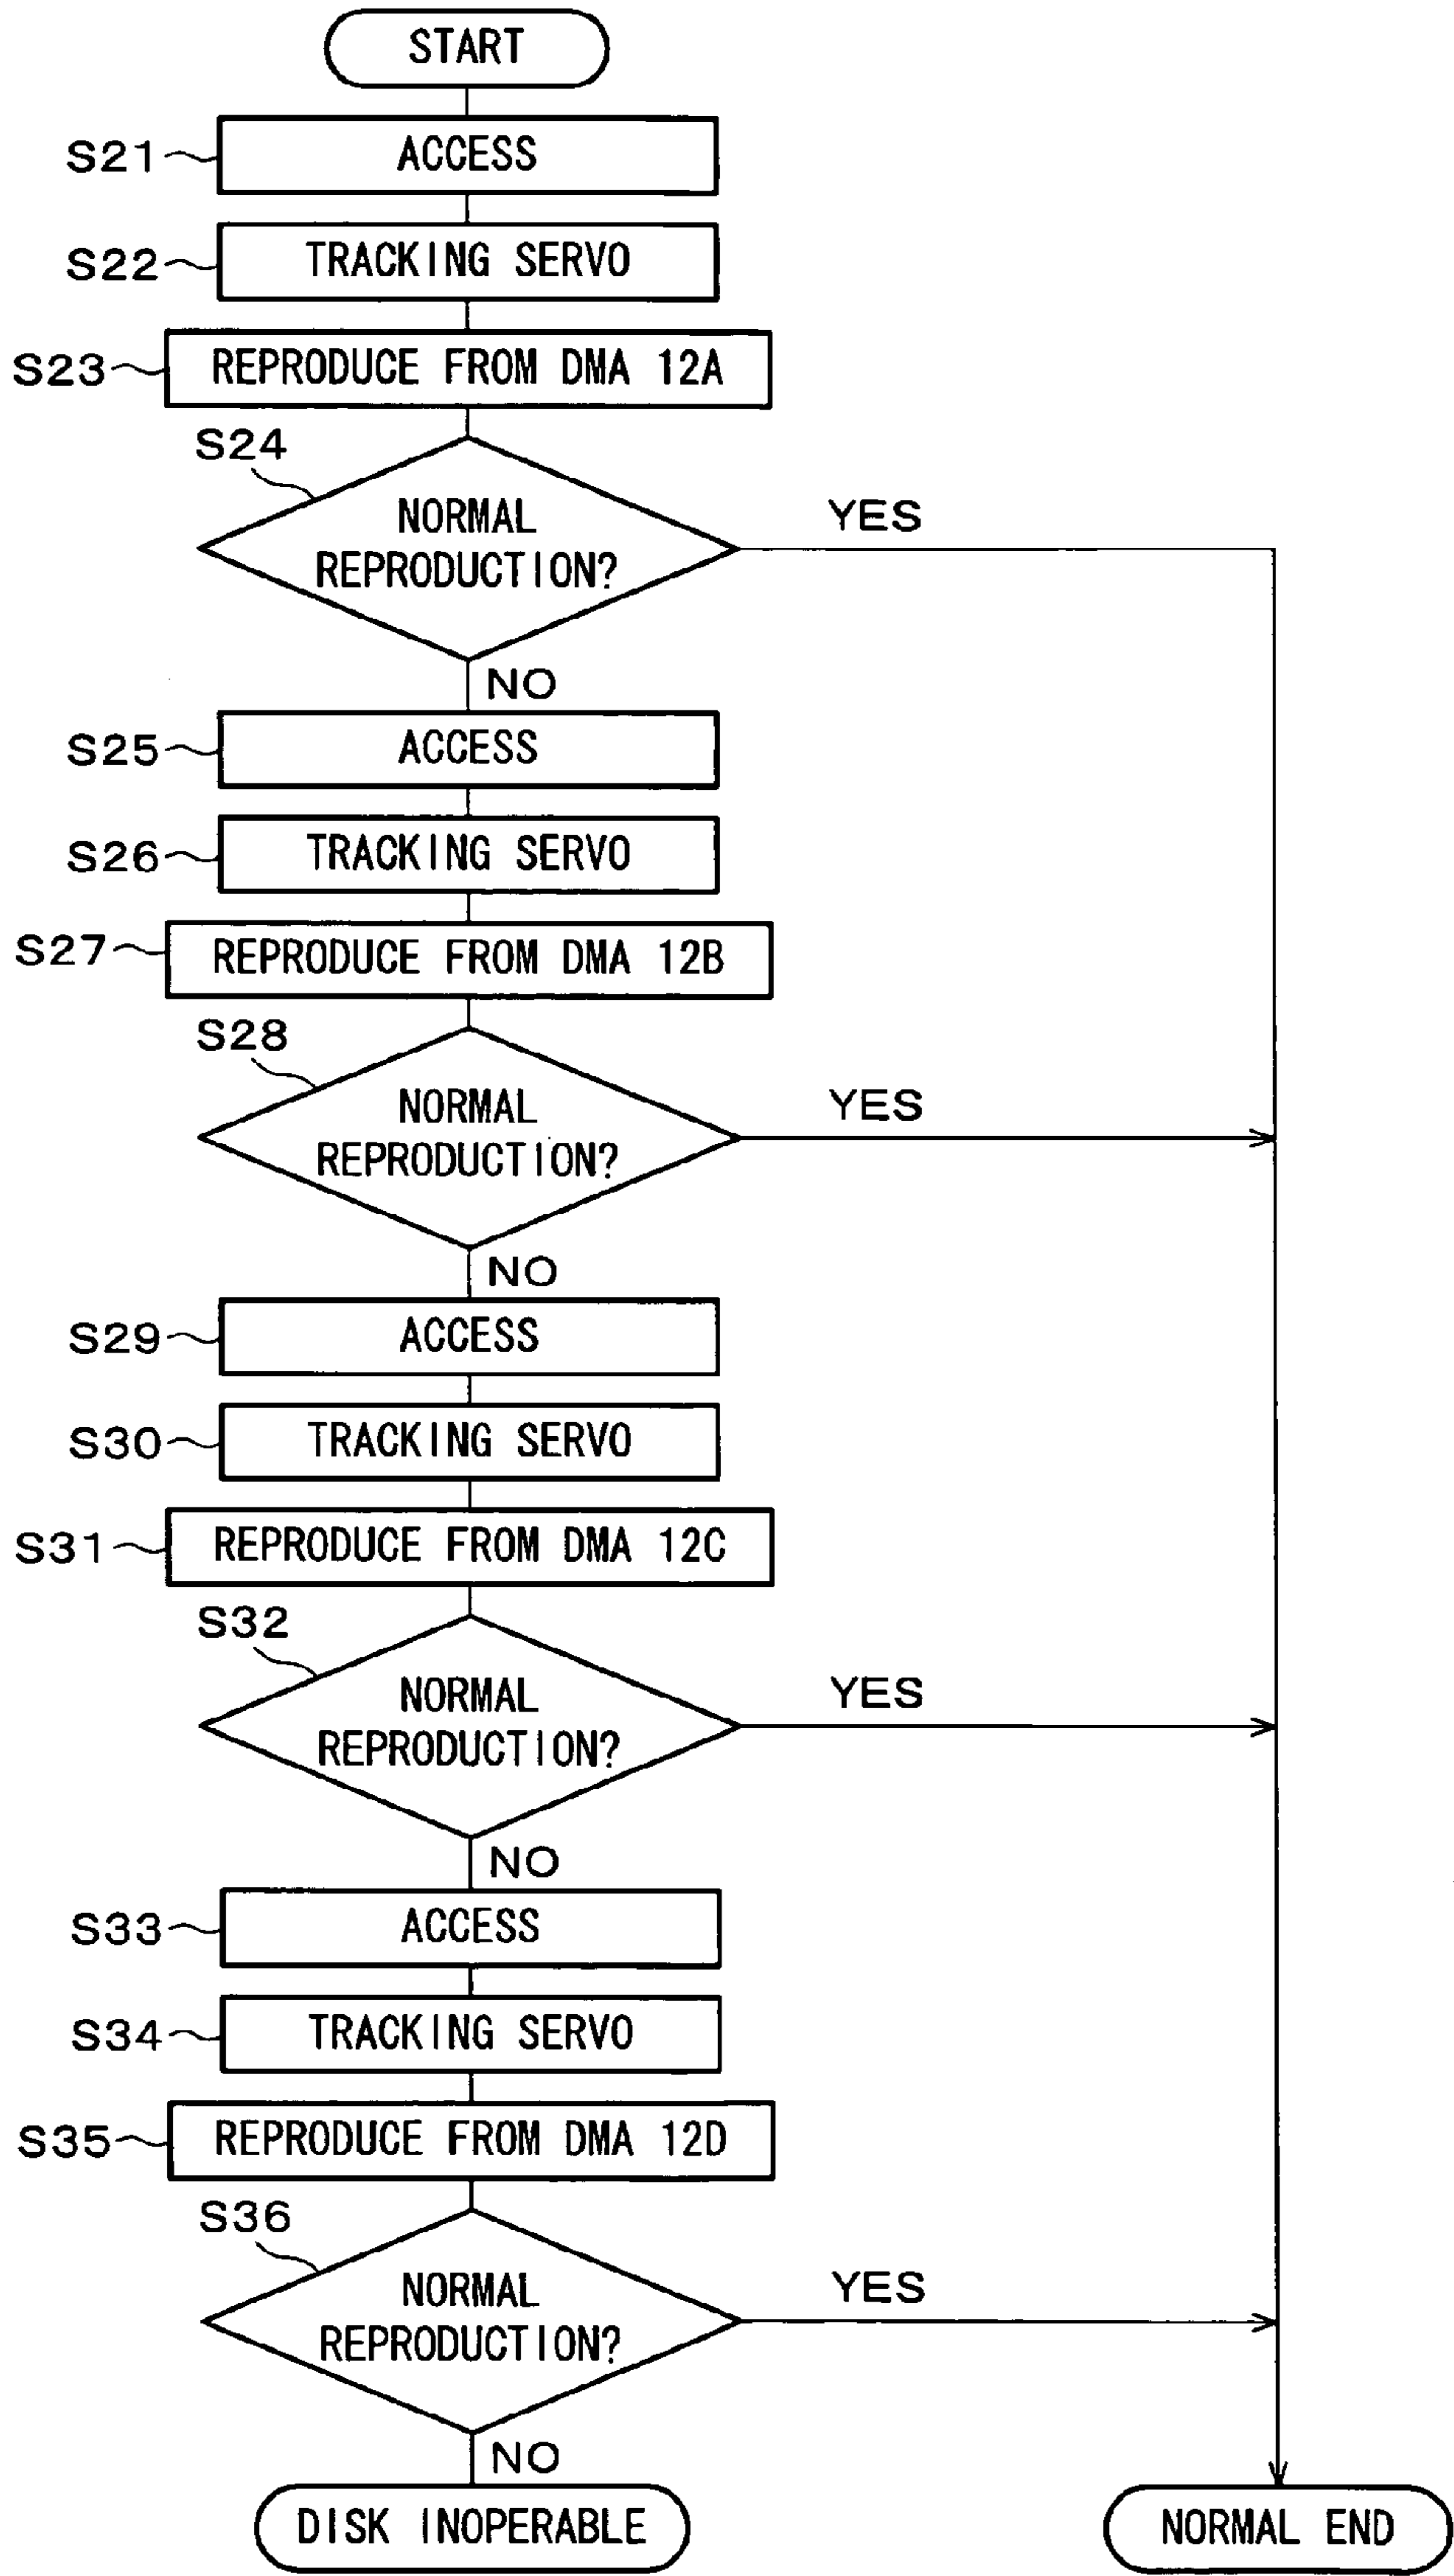 START
S21
ACCESS
S22
TRACKING SERVO
S23
REPRODUCE FROM DMA 12A
S24
NORMAL
REPRODUCTION?
YES
NO
S25
ACCESS
S26
TRACKING SERVO
S27
REPRODUCE FROM DMA 12B
S28
NORMAL
REPRODUCTION?
YES
NO
S29
ACCESS
S30
TRACKING SERVO
S31
REPRODUCE FROM DMA 12C
S32
NORMAL
REPRODUCTION?
YES
NO
S33
ACCESS
S34
TRACKING SERVO
S35
REPRODUCE FROM DMA 12D
S36
NORMAL
REPRODUCTION?
YES
NO
DISK INOPERABLE
NORMAL END